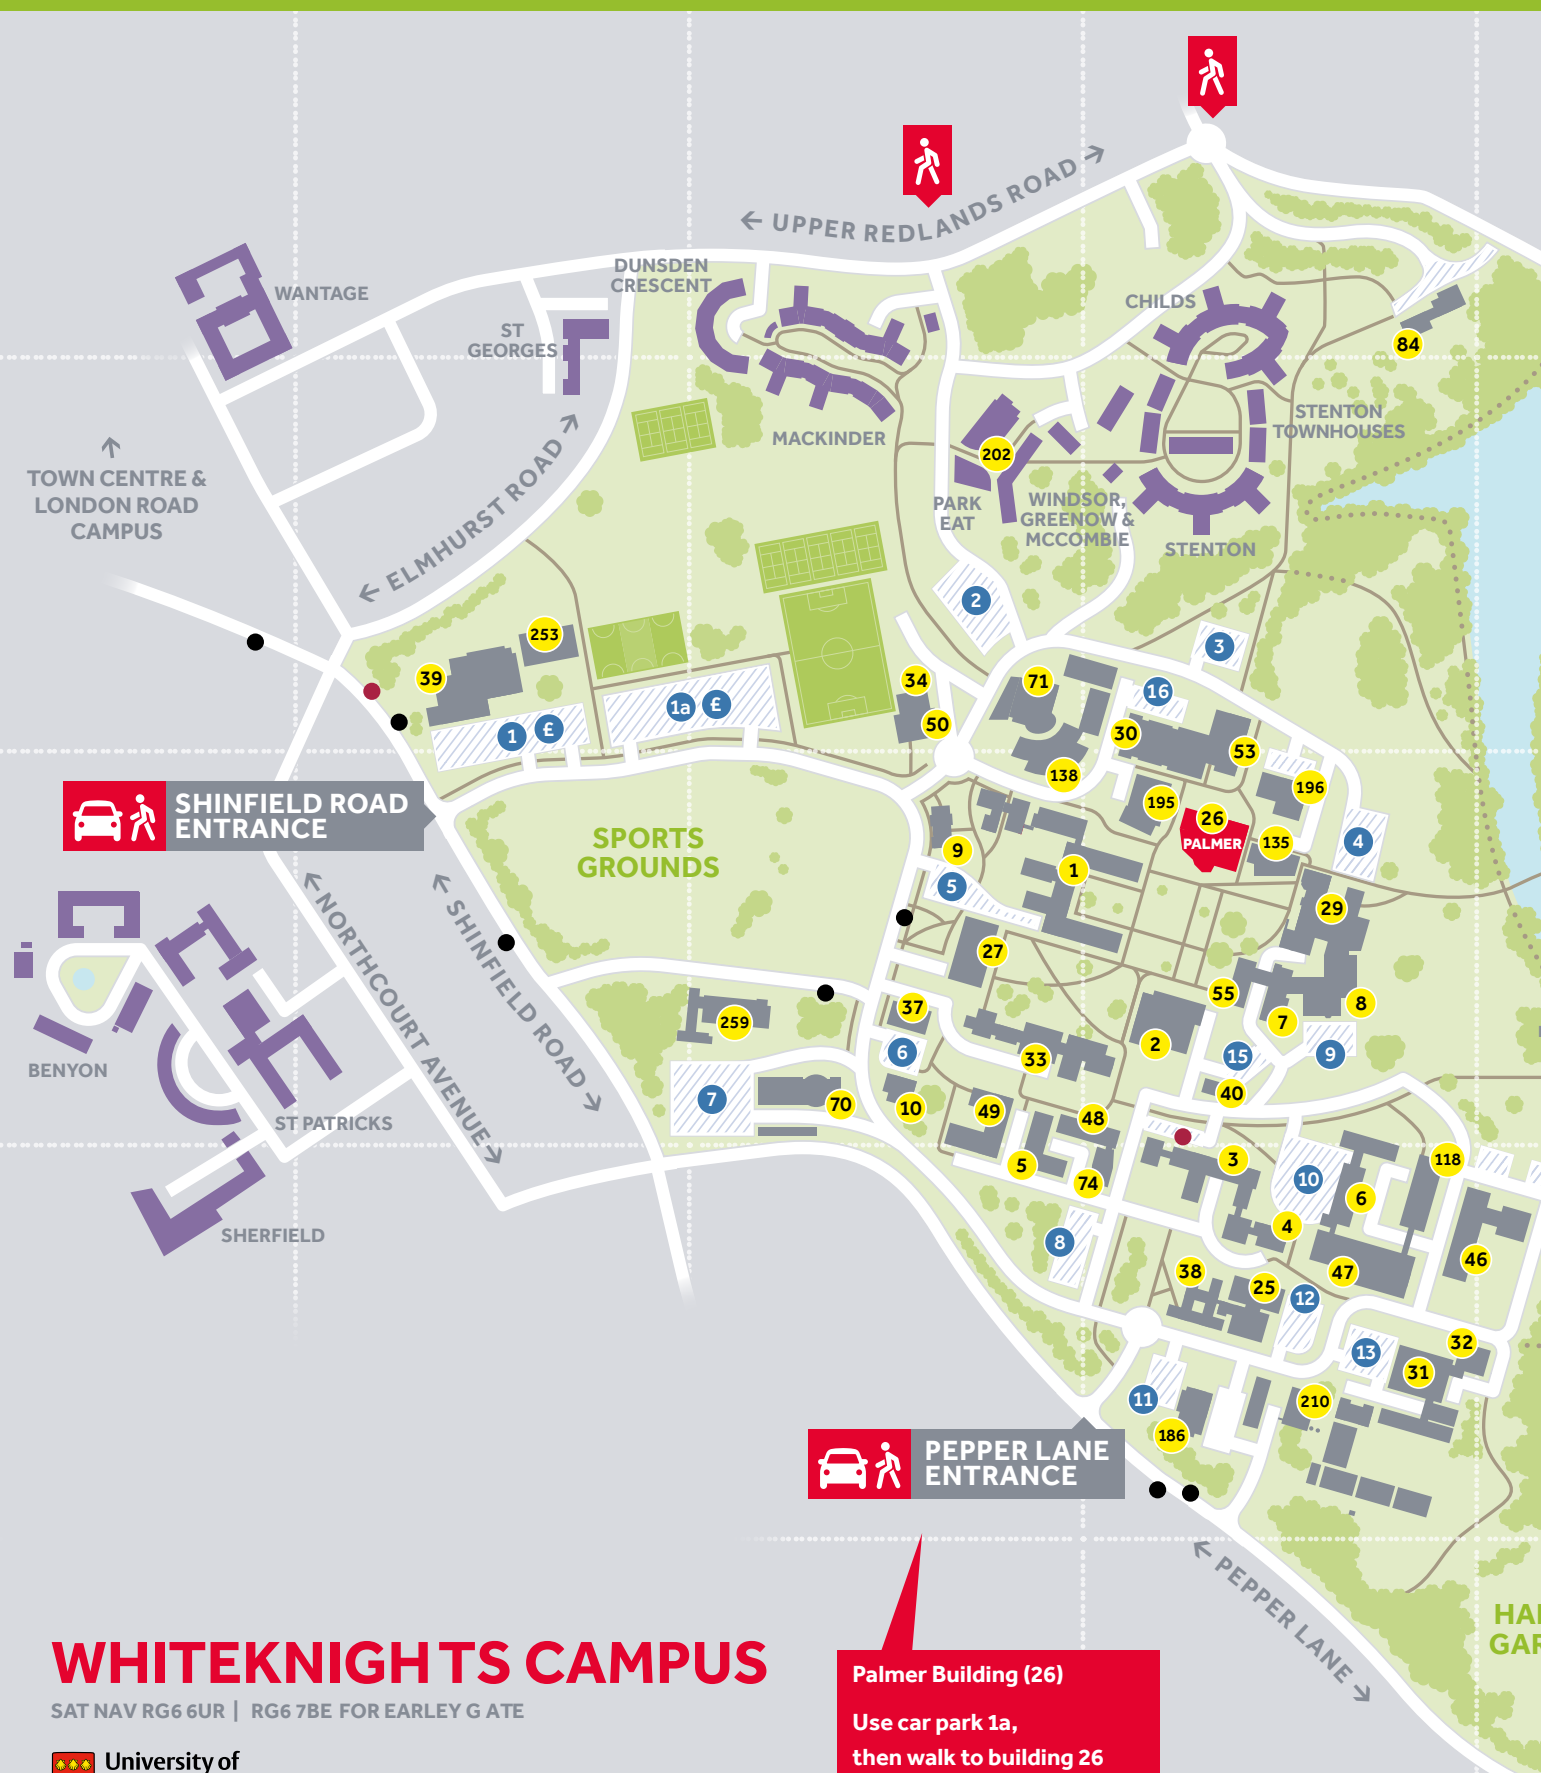 ← UPPER REDLANDS ROAD →
WANTAGE
DUNSDEN
CRESCENT
ST
GEORGES
CHILDS
84
MACKINDER
STENTON
TOWNHOUSES
202
TOWN CENTRE &
LONDON ROAD
CAMPUS
← ELMHURST ROAD →
PARK
EAT
WINDSOR,
GREENOW &
MCCOMBIE
STENTON
2
253
3
39
34
71
16
1a £
1 £
50
30
53
138
196
195
26
PALMER
135
4
SHINFIELD ROAD
ENTRANCE
SPORTS
GROUNDS
9
1
5
29
27
← NORTHCOURT AVENUE →
← SHINFIELD ROAD →
55
8
37
7
259
2
6
33
15
9
BENYON
40
7
70
10
49
48
ST PATRICKS
5
3
118
74
10
6
4
SHERFIELD
8
46
38
25
47
12
32
13
31
11
210
186
PEPPER LANE
ENTRANCE
← PEPPER LANE →
HA
GAR
WHITEKNIGHTS CAMPUS
SAT NAV RG6 6UR | RG6 7BE FOR EARLEY G ATE
University of
Palmer Building (26)
Use car park 1a,
then walk to building 26